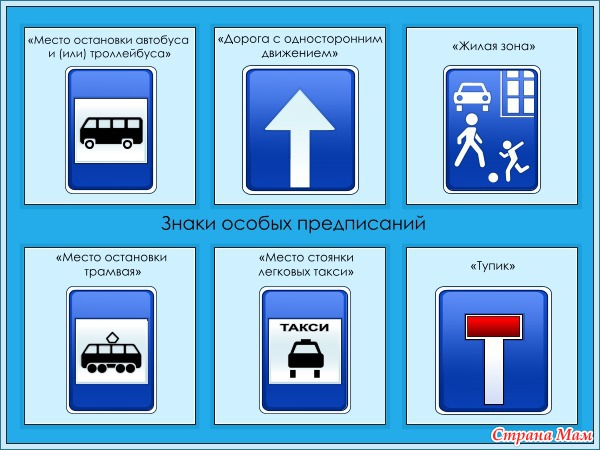 «Место остановки автобуса
и (или) троллейбуса»
«Дорога с односторонним
движением»
«Жилая зона»
Знаки особых предписаний
«Место остановки
трамвая»
«Место стоянки
легковых такси»
ТАКСИ
«Тупик»
Страна Мам